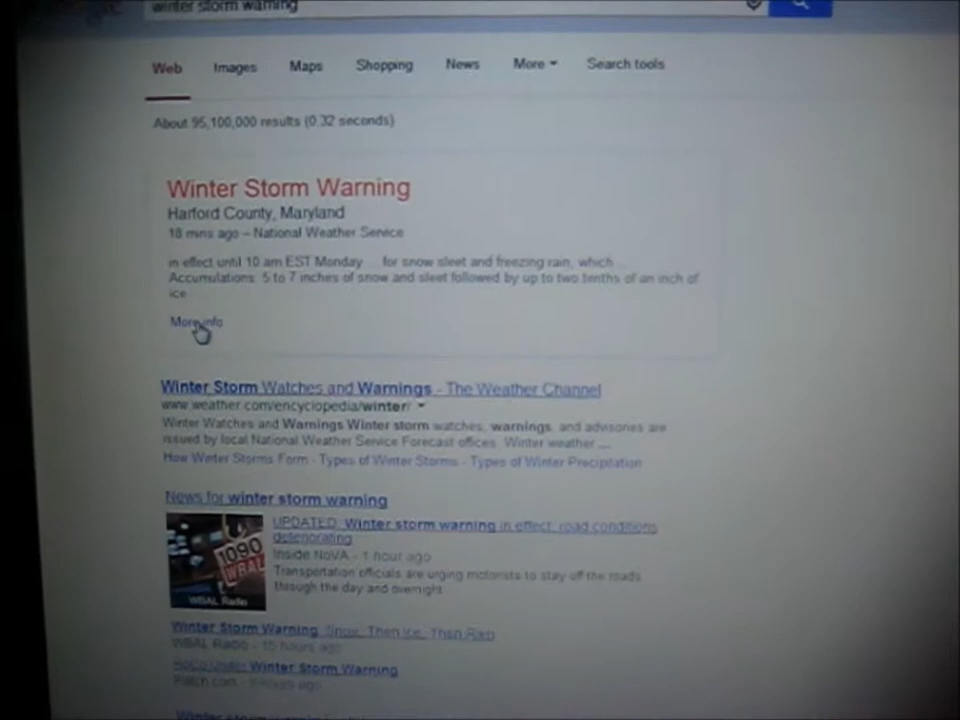 winter storm warning
Web Images Maps Shopping News More Search tools
About 95,100,000 results (0.32 seconds)
Winter Storm Warning
Harford County, Maryland
18 mins ago – National Weather Service
in effect until 10 am EST Monday ... for snow sleet and freezing rain, which ...
Accumulations. 5 to 7 inches of snow and sleet followed by up to two tenths of an inch of
ice
More info
Winter Storm Watches and Warnings - The Weather Channel
www.weather.com/encyclopedia/winter/
Winter Watches and Warnings Winter storm watches, warnings, and advisories are
issued by local National Weather Service Forecast offices. Winter weather ...
How Winter Storms Form - Types of Winter Storms - Types of Winter Precipitation
News for winter storm warning
UPDATED: Winter storm warning in effect; road conditions
deteriorating
Inside NoVA - 1 hour ago
Transportation officials are urging motorists to stay off the roads
through the day and overnight
1090
WBAL
WBAL Radio
Winter Storm Warning: Snow, Then Ice, Then Rain
WBAL Radio - 15 hours ago
HoCo Under Winter Storm Warning
Patch.com - hours ago